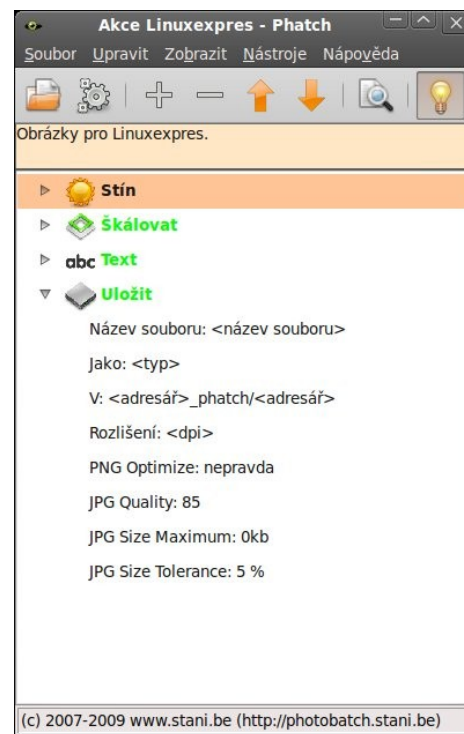 Akce Linuxexpres - Phatch
Soubor Upravit Zobrazit Nástroje Nápověda
Obrázky pro Linuxexpres.
Stín
Škálovat
abc Text
Uložit
Název souboru: <název souboru>
Jako: <typ>
V: <adresář>_phatch/<adresář>
Rozlišení: <dpi>
PNG Optimize: nepravda
JPG Quality: 85
JPG Size Maximum: 0kb
JPG Size Tolerance: 5 %
(c) 2007-2009 www.stani.be (http://photobatch.stani.be)